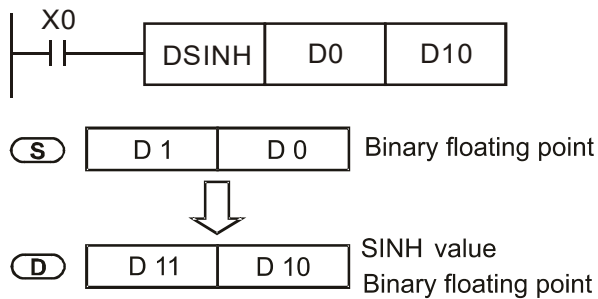 X0
DSINH D0 D10
S D 1 D 0 Binary floating point
SINH value
D D 11 D 10
Binary floating point